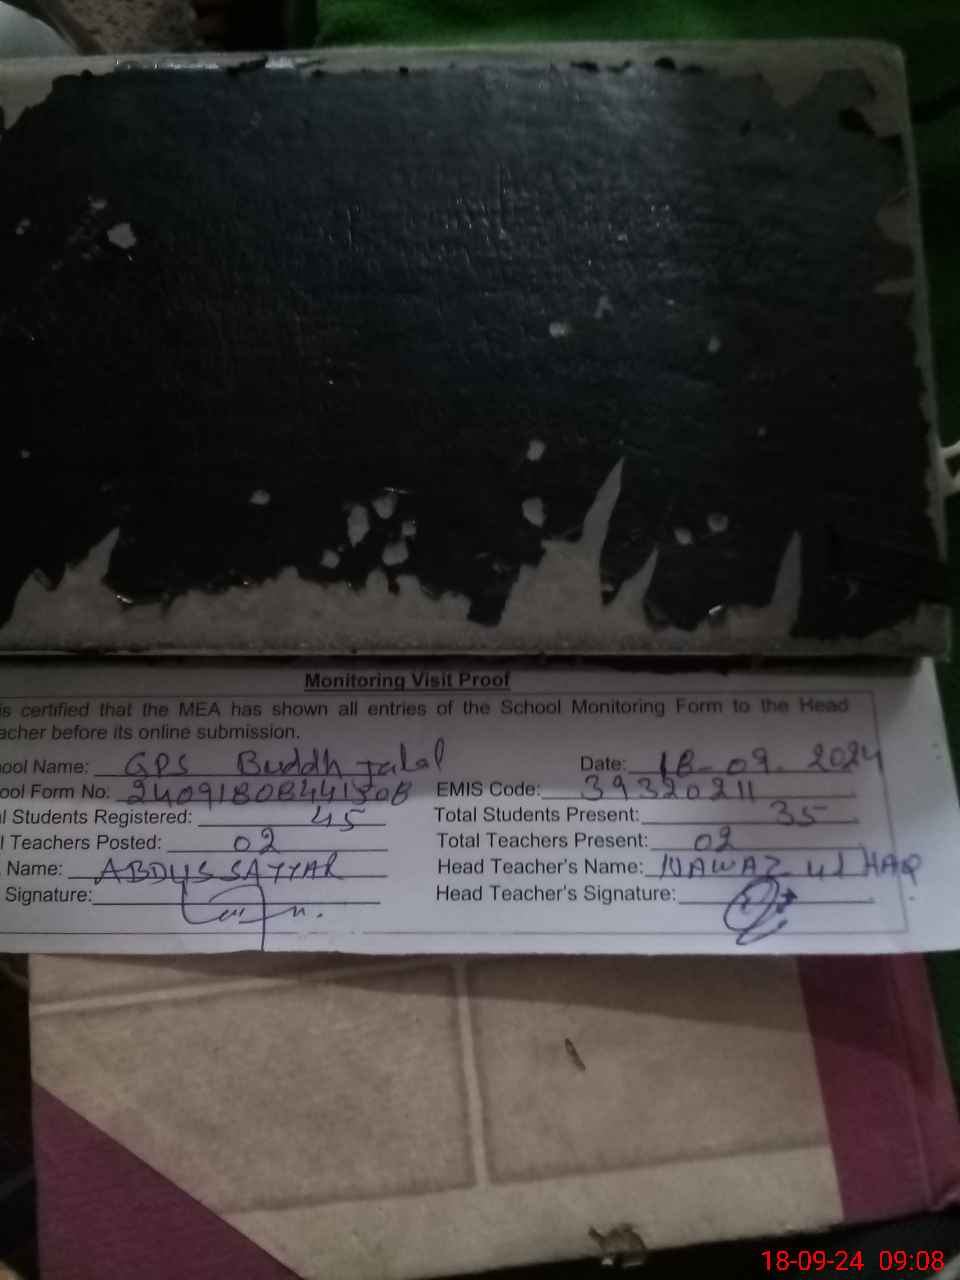 Monitoring Visit Proof
is certified that the MEA has shown all entries of the School Monitoring Form to the Head
acher before its online submission.
ool Name: GPS Buddh Jalal Date: 18-09-2024
ool Form No: 24091808441808 EMIS Code: 39320211
l Students Registered: 45 Total Students Present: 35
l Teachers Posted: 02 Total Teachers Present: 02
Name: ABDUS SATTAR Head Teacher's Name: NAWAZ ul HAQ
Signature: Head Teacher's Signature:
18-09-24 09:08